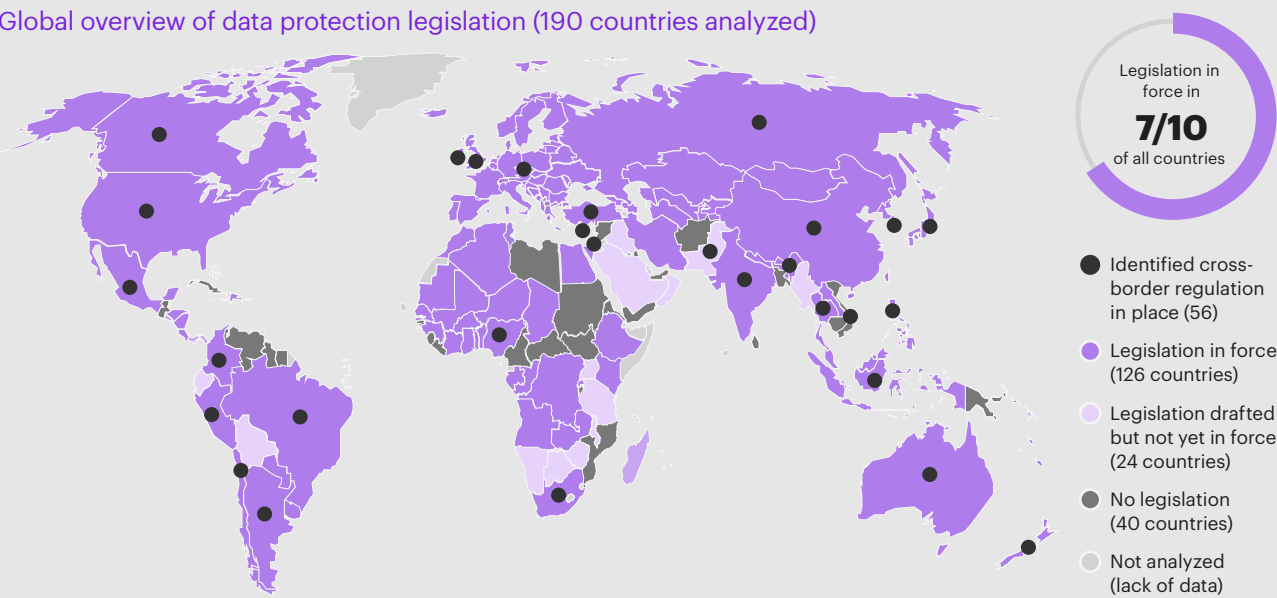 Global overview of data protection legislation (190 countries analyzed)
Legislation in
force in
7/10
of all countries
Identified cross-
border regulation
in place (56)
Legislation in force
(126 countries)
Legislation drafted
but not yet in force
(24 countries)
No legislation
(40 countries)
Not analyzed
(lack of data)